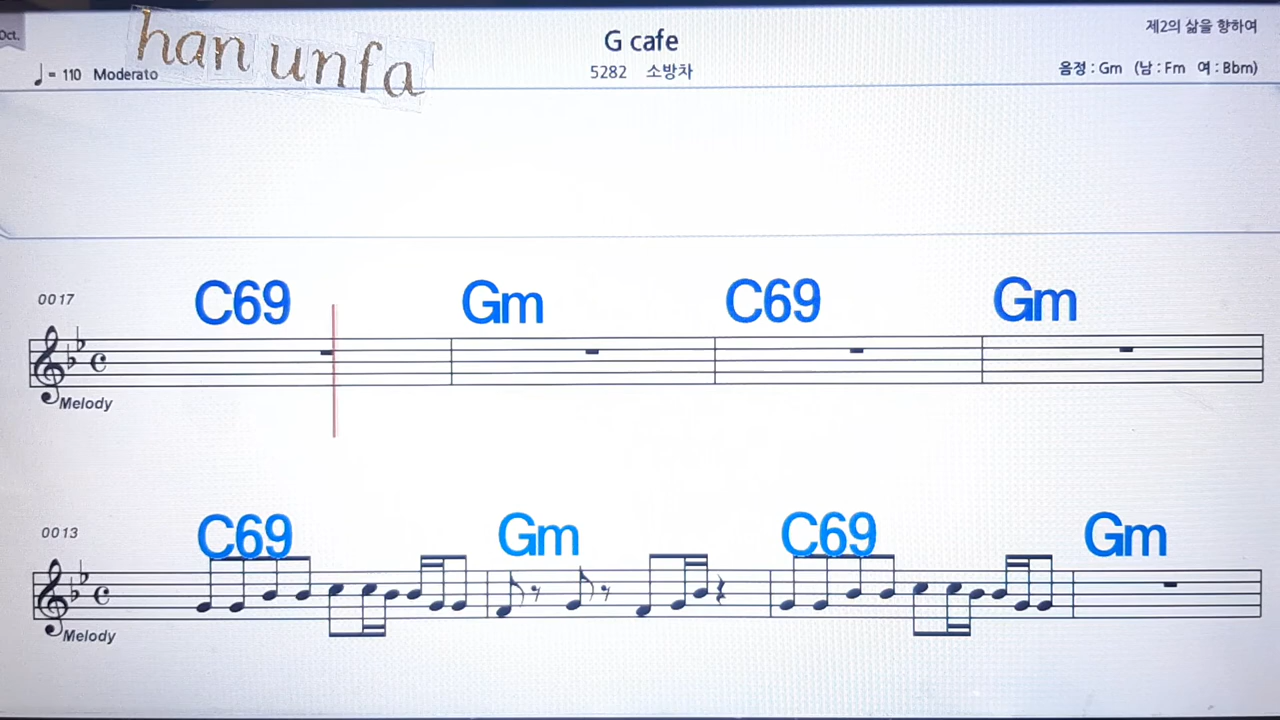 Oct.
han unfa
G cafe
제2의 삶을 향하여
♩ = 110 Moderato
5282 소방차
음정 : Gm (남 : Fm 여 : Bbm)
0017
C69 Gm C69 Gm
Melody
0013
C69 Gm C69 Gm
Melody